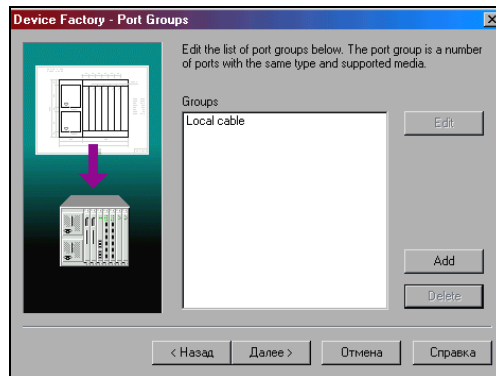 Device Factory - Port Groups
Edit the list of port groups below. The port group is a number
of ports with the same type and supported media.
Groups
Local cable
Edit
Add
Delete
< Назад
Далее >
Отмена
Справка